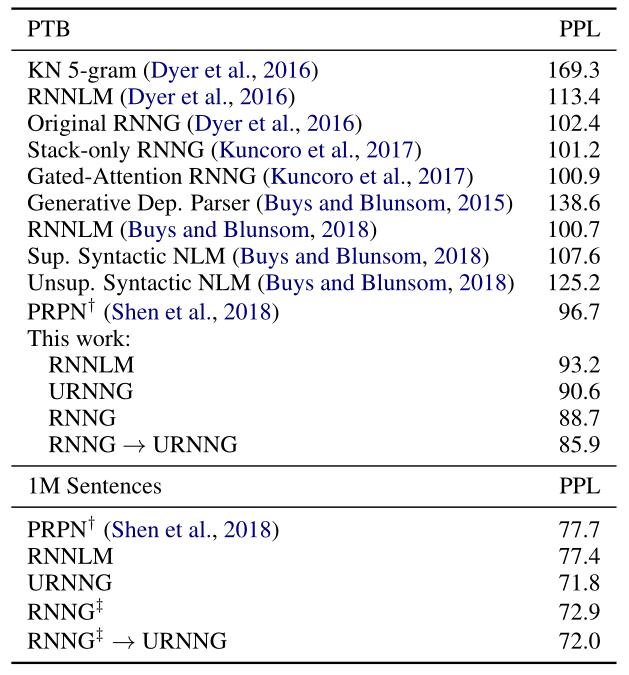 PTB PPL
KN 5-gram (Dyer et al., 2016) 169.3
RNNLM (Dyer et al., 2016) 113.4
Original RNNG (Dyer et al., 2016) 102.4
Stack-only RNNG (Kuncoro et al., 2017) 101.2
Gated-Attention RNNG (Kuncoro et al., 2017) 100.9
Generative Dep. Parser (Buys and Blunsom, 2015) 138.6
RNNLM (Buys and Blunsom, 2018) 100.7
Sup. Syntactic NLM (Buys and Blunsom, 2018) 107.6
Unsup. Syntactic NLM (Buys and Blunsom, 2018) 125.2
PRPN† (Shen et al., 2018) 96.7
This work:
RNNLM 93.2
URNNG 90.6
RNNG 88.7
RNNG → URNNG 85.9
1M Sentences PPL
PRPN† (Shen et al., 2018) 77.7
RNNLM 77.4
URNNG 71.8
RNNG‡ 72.9
RNNG‡ → URNNG 72.0